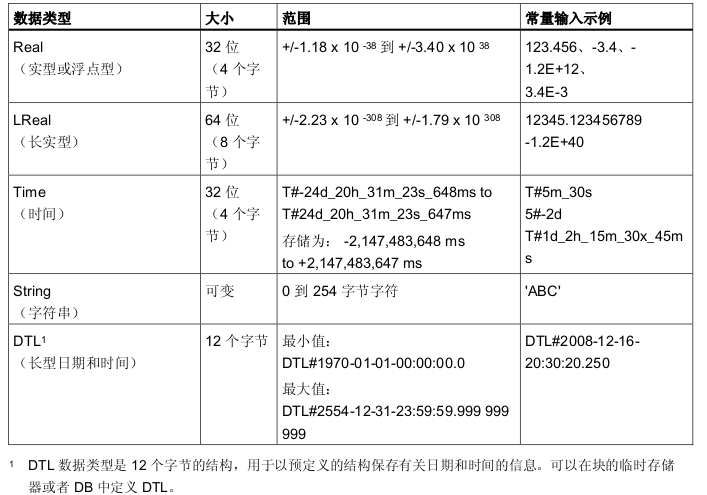 数据类型 大小 范围 常量输入示例
Real 32 位 +/-1.18 x 10 -38 到 +/-3.40 x 10 38 123.456、-3.4、-
（实型或浮点型） （4 个字 1.2E+12、
节） 3.4E-3
LReal 64 位 +/-2.23 x 10 -308 到 +/-1.79 x 10 308 12345.123456789
（长实型） （8 个字 -1.2E+40
节）
Time 32 位 T#-24d_20h_31m_23s_648ms to T#5m_30s
（时间） （4 个字 T#24d_20h_31m_23s_647ms 5#-2d
节） 存储为： -2,147,483,648 ms T#1d_2h_15m_30x_45m
to +2,147,483,647 ms s
String 可变 0 到 254 字节字符 'ABC'
（字符串）
DTL1 12 个字节 最小值： DTL#2008-12-16-
（长型日期和时间） DTL#1970-01-01-00:00:00.0 20:30:20.250
最大值：
DTL#2554-12-31-23:59:59.999 999
999
1 DTL 数据类型是 12 个字节的结构，用于以预定义的结构保存有关日期和时间的信息。可以在块的临时存储
器或者 DB 中定义 DTL。